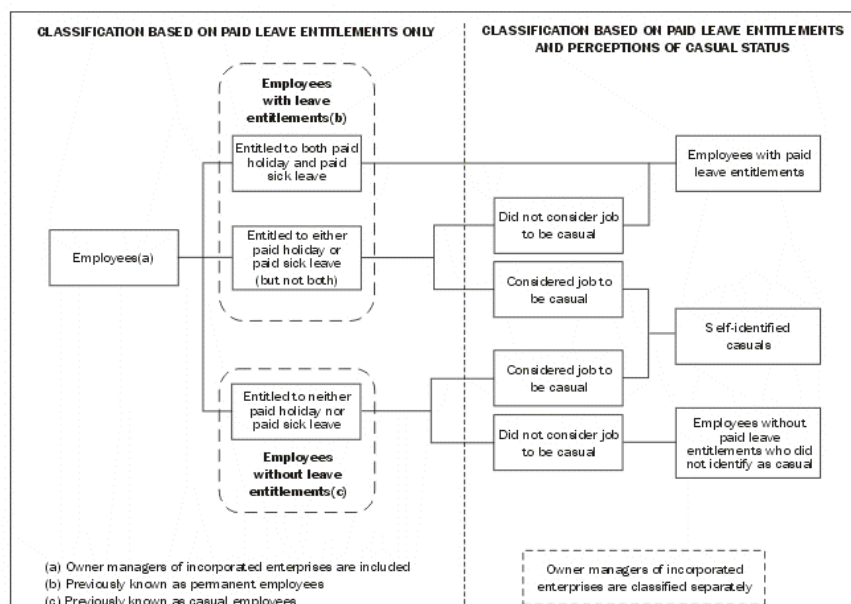 CLASSIFICATION BASED ON PAID LEAVE ENTITLEMENTS ONLY
CLASSIFICATION BASED ON PAID LEAVE ENTITLEMENTS
AND PERCEPTIONS OF CASUAL STATUS
Employees
with leave
entitlements(b)
Entitled to both paid
holiday and paid
sick leave
Employees with paid
leave entitlements
Did not consider job
to be casual
Employees(a)
Entitled to either
paid holiday or
paid sick leave
(but not both)
Considered job to
be casual
Self-identified
casuals
Considered job to
be casual
Entitled to neither
paid holiday nor
paid sick leave
Did not consider job
to be casual
Employees without
paid leave
entitlements who did
not identify as casual
Employees
without leave
entitlements(c)
(a) Owner managers of incorporated enterprises are included
(b) Previously known as permanent employees
(c) Previously known as casual employees
Owner managers of incorporated
enterprises are classified separately